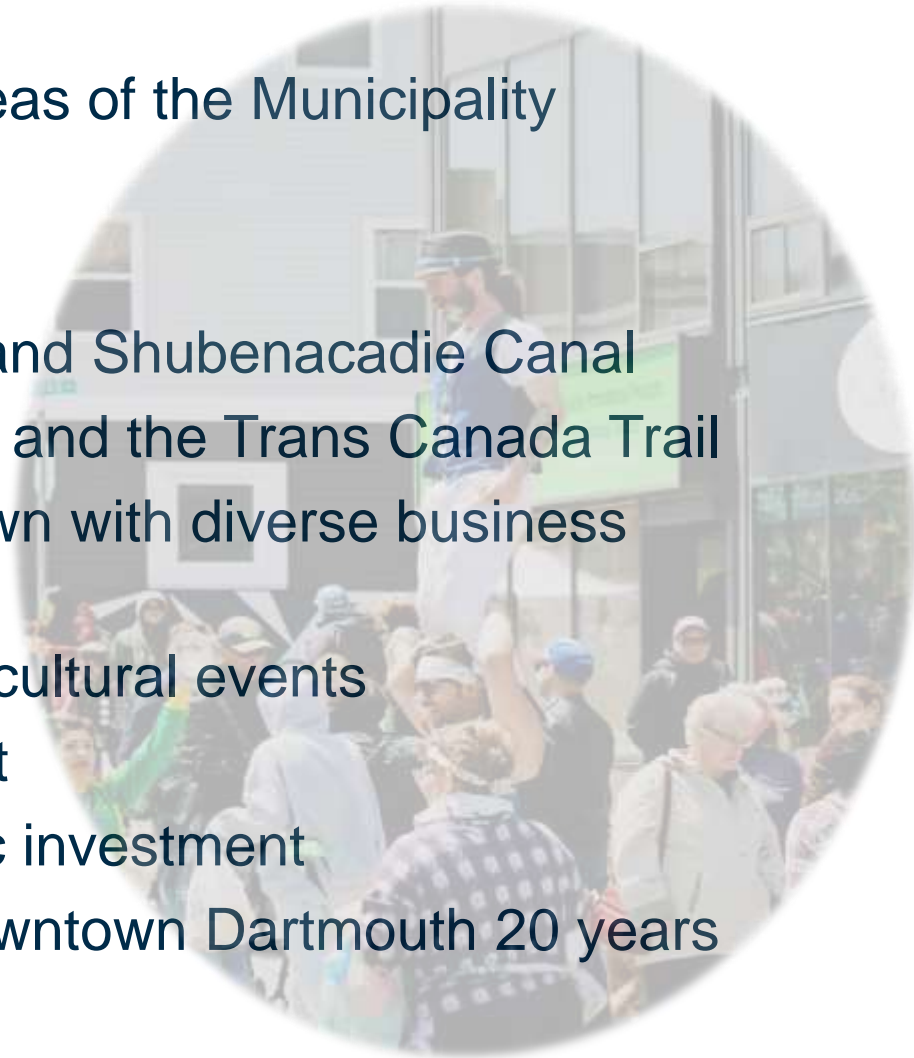 eas of the Municipality
and Shubenacadie Canal
and the Trans Canada Trail
wn with diverse business
cultural events
t
c investment
wntown Dartmouth 20 years